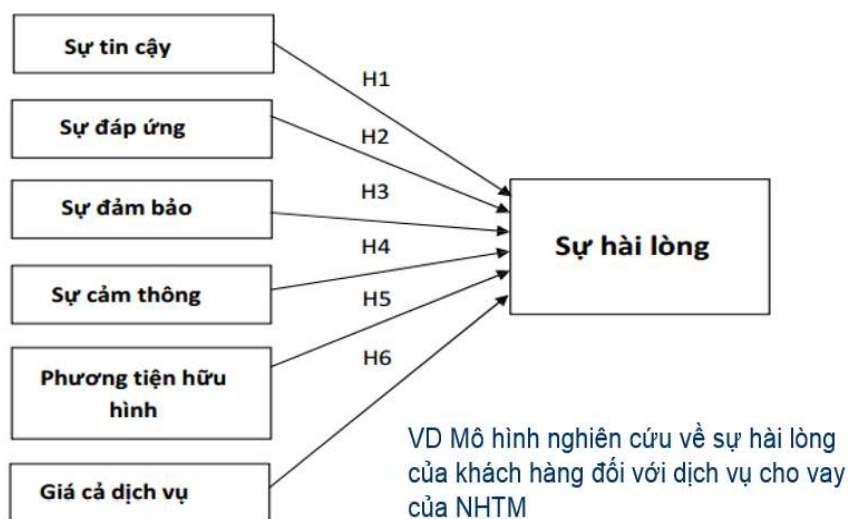 Sự tin cậy
H1
Sự đáp ứng
H2
Sự đảm bảo
H3
Sự hài lòng
H4
Sự cảm thông
H5
Phương tiện hữu
hình
H6
Giá cả dịch vụ
VD Mô hình nghiên cứu về sự hài lòng
của khách hàng đối với dịch vụ cho vay
của NHTM